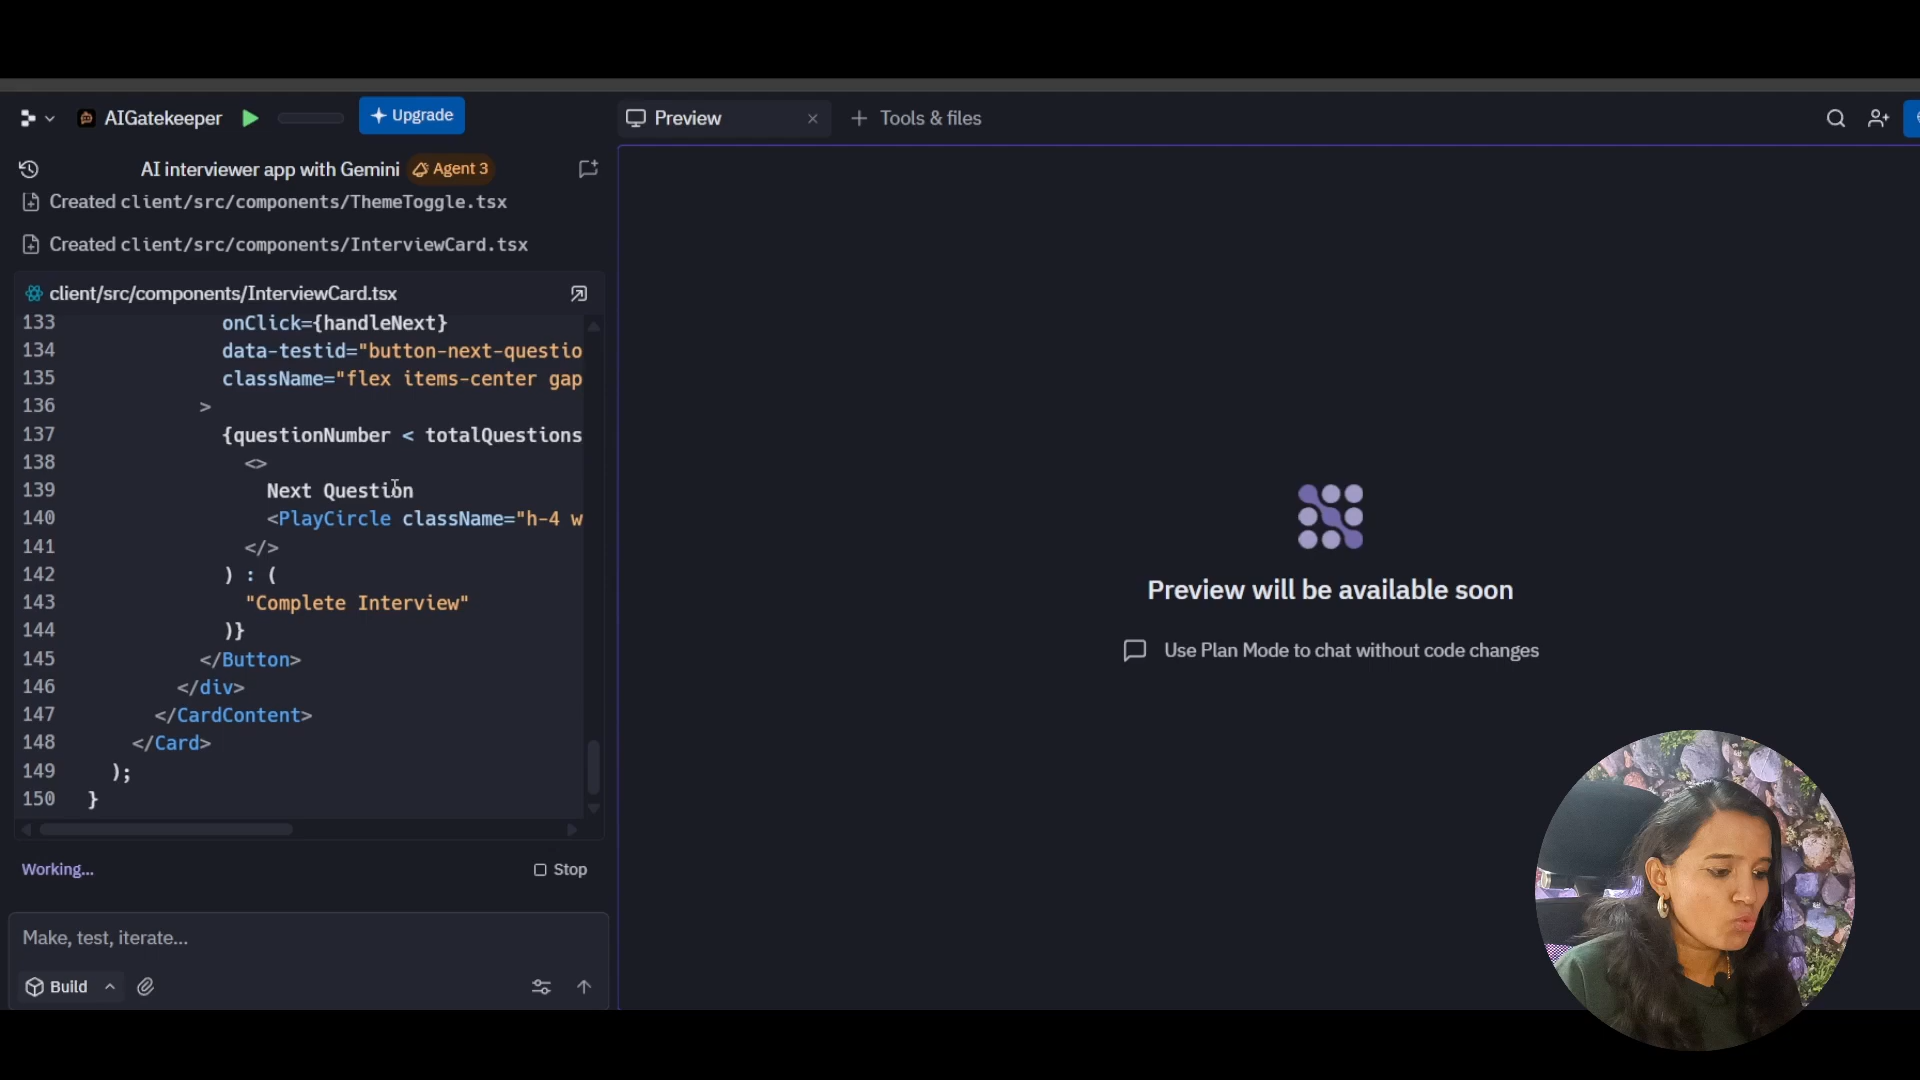 AIGatekeeper
Upgrade
Preview
Tools & files
AI interviewer app with Gemini
Agent 3
Created client/src/components/ThemeToggle.tsx
Created client/src/components/InterviewCard.tsx
client/src/components/InterviewCard.tsx
133 onClick={handleNext}
134 data-testid="button-next-questio
135 className="flex items-center gap
136 >
137 {questionNumber < totalQuestions
138 <>
139 Next Question
140 <PlayCircle className="h-4 w
141 </>
142 ) : (
143 "Complete Interview"
144 )}
145 </Button>
146 </div>
147 </CardContent>
148 </Card>
149 );
150 }
Working...
Stop
Make, test, iterate...
Build
Preview will be available soon
Use Plan Mode to chat without code changes